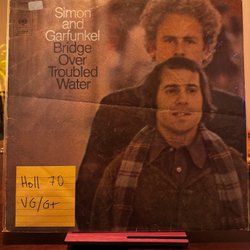 Simon
and
Garfunkel
Bridge
Over
Troubled
Water
Holl 70
VG/G+